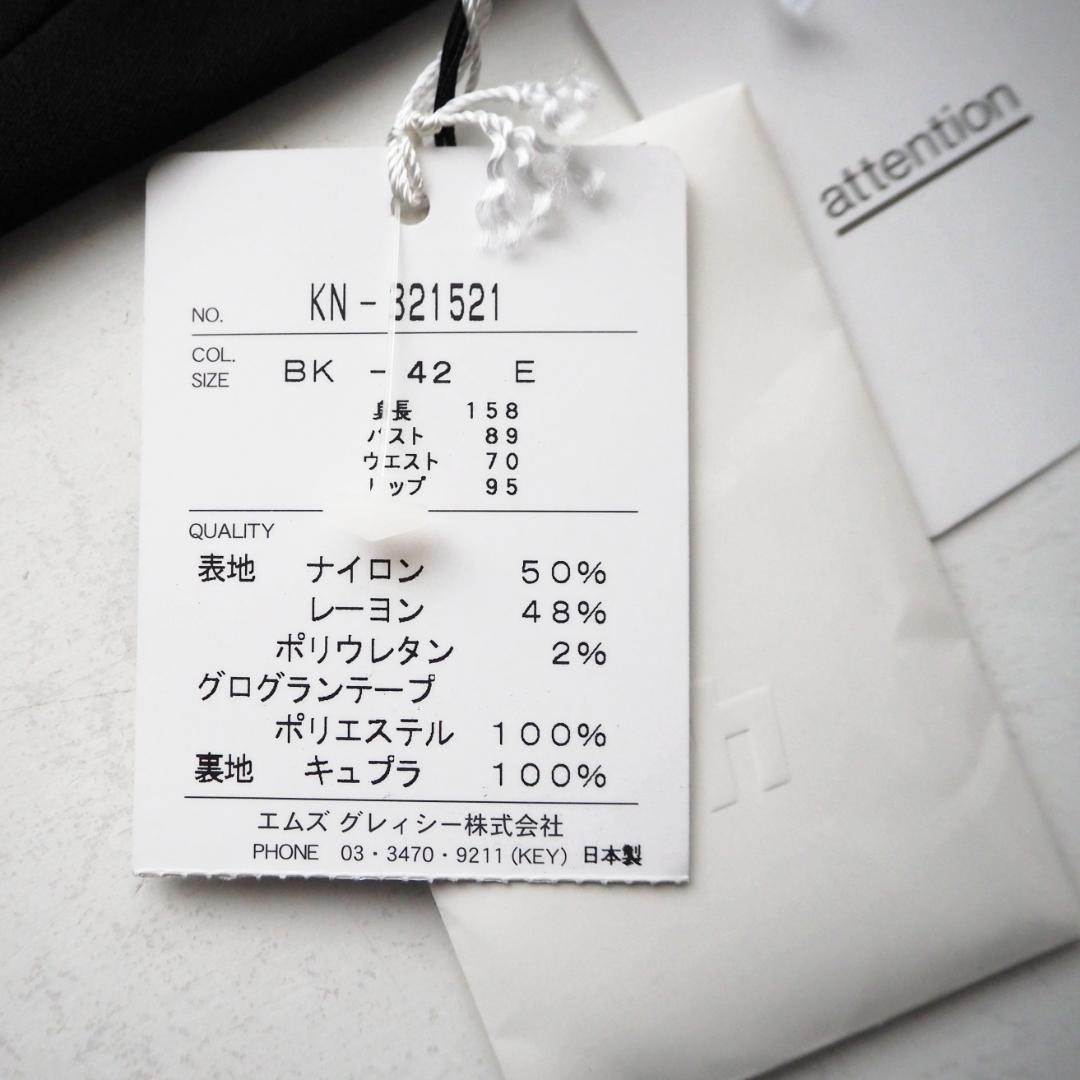 attention
NO. KN-321521
COL. SIZE BK -42 E
身長 158
バスト 89
ウエスト 70
ヒップ 95
QUALITY
表地 ナイロン 50%
レーヨン 48%
ポリウレタン 2%
グログランテープ
ポリエステル 100%
裏地 キュプラ 100%
エムズ グレィシー株式会社
PHONE 03・3470・9211(KEY) 日本製